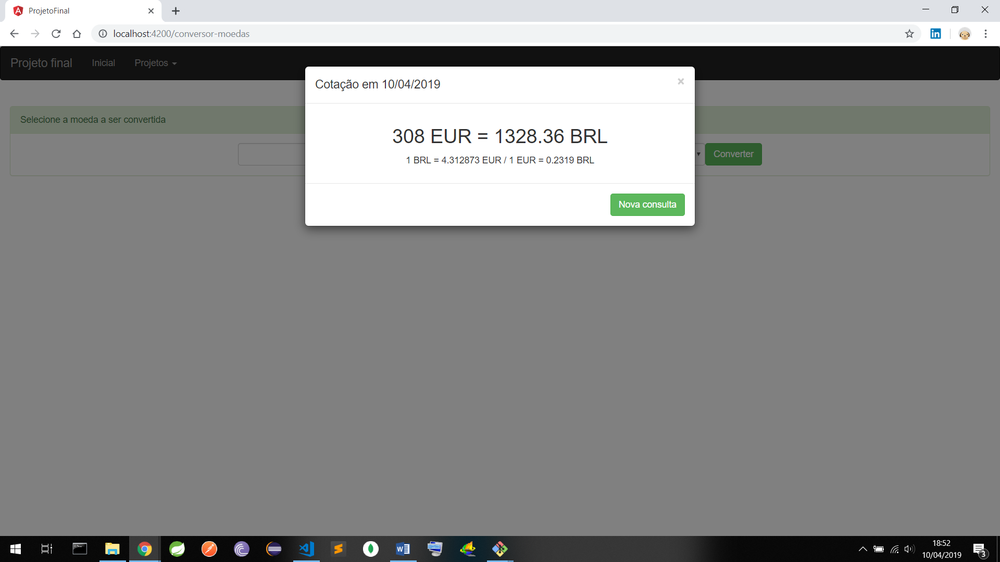 ProjetoFinal
localhost:4200/conversor-moedas
Projeto final Inicial Projetos
Cotação em 10/04/2019 ×
Selecione a moeda a ser convertida
308 EUR = 1328.36 BRL
1 BRL = 4.312873 EUR / 1 EUR = 0.2319 BRL
Converter
Nova consulta
18:52
10/04/2019
3